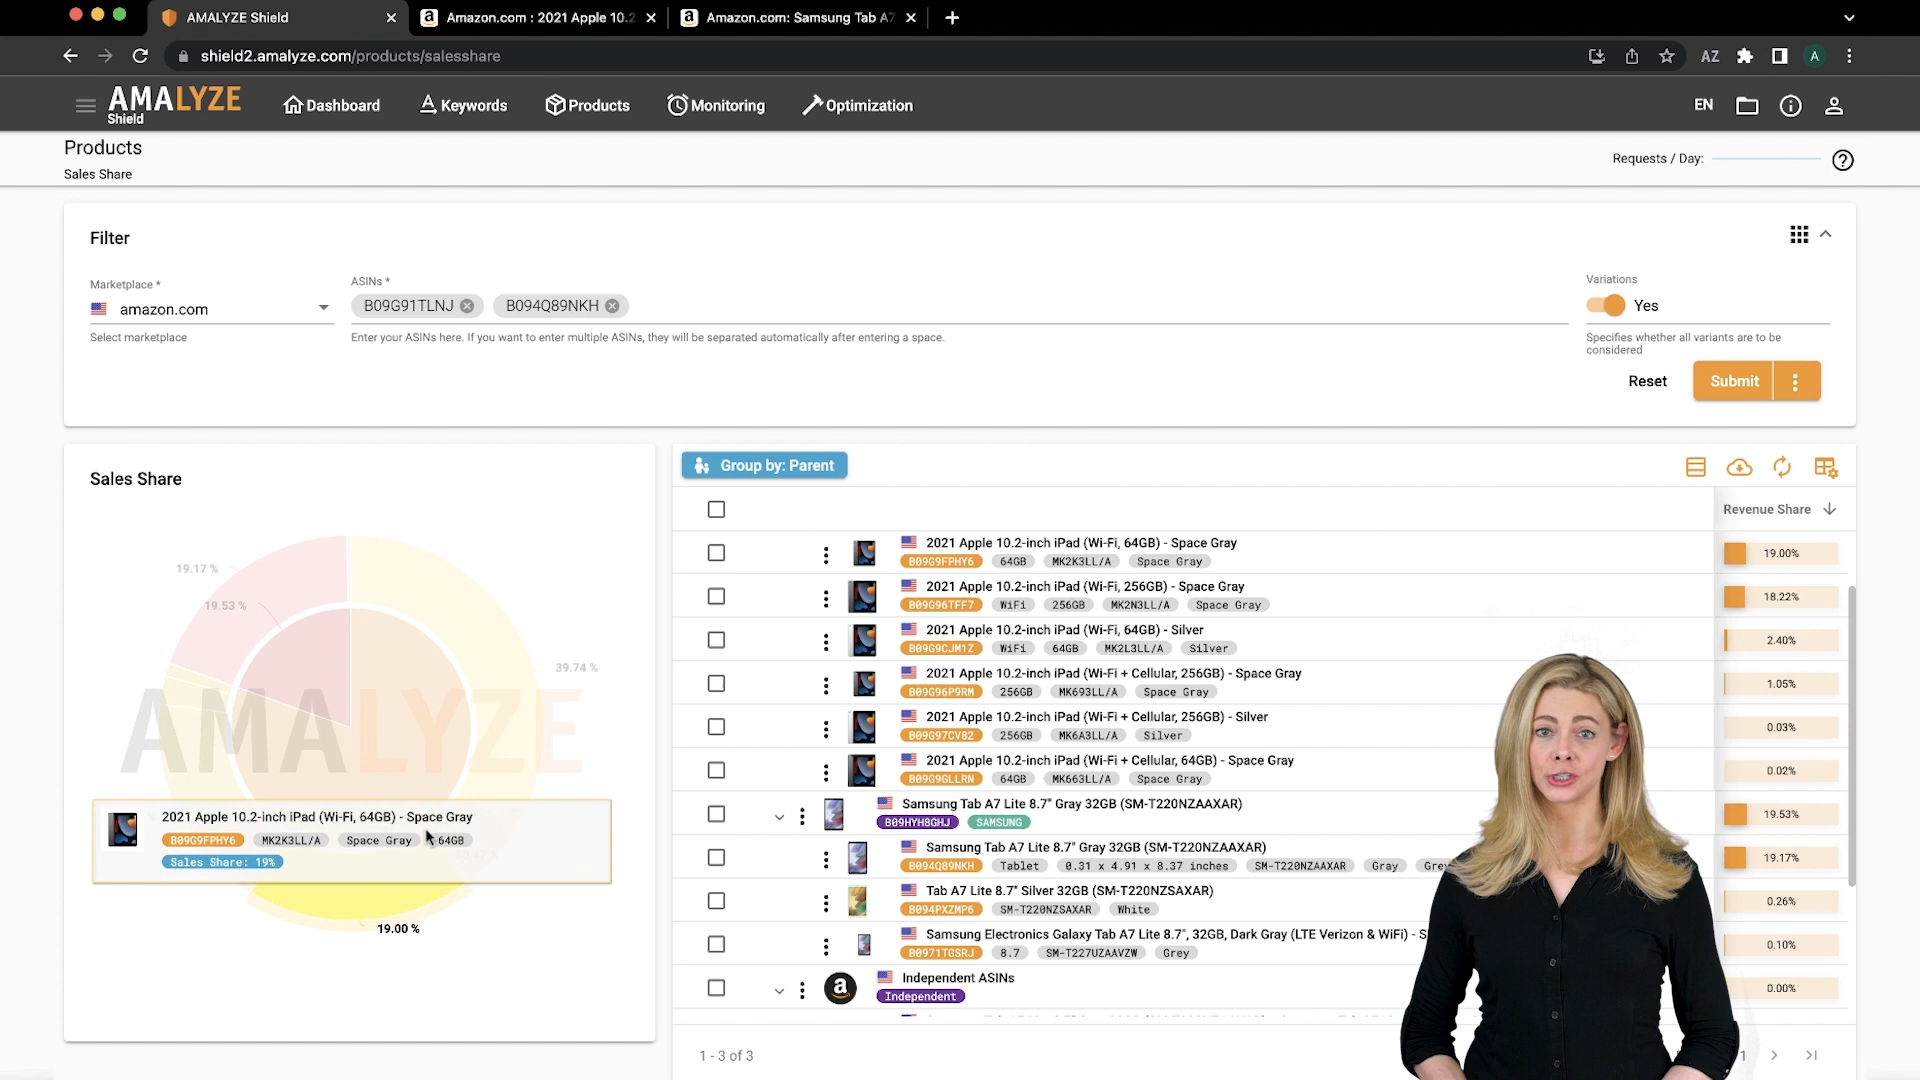 AMALYZE Shield
Amazon.com : 2021 Apple 10.2
Amazon.com: Samsung Tab A7
shield2.amalyze.com/products/salesshare
AZ
A
AMALYZE
Shield
Dashboard
Keywords
Products
Monitoring
Optimization
EN
Products
Sales Share
Requests / Day:
Filter
Marketplace *
amazon.com
Select marketplace
ASINs *
B09G91TLNJ
B094Q89NKH
Enter your ASINs here. If you want to enter multiple ASINs, they will be separated automatically after entering a space.
Variations
Yes
Specifies whether all variants are to be
considered
Reset
Submit
Sales Share
19.17 %
19.53 %
39.74 %
AMALYZE
2021 Apple 10.2-inch iPad (Wi-Fi, 64GB) - Space Gray
B09G9FPHY6 MK2K3LL/A Space Gray 64GB
Sales Share: 19%
19.00 %
Group by: Parent
Revenue Share
2021 Apple 10.2-inch iPad (Wi-Fi, 64GB) - Space Gray
B09G9FPHY6 64GB MK2K3LL/A Space Gray
19.00%
2021 Apple 10.2-inch iPad (Wi-Fi, 256GB) - Space Gray
B09G96TFF7 WiFi 256GB MK2N3LL/A Space Gray
18.22%
2021 Apple 10.2-inch iPad (Wi-Fi, 64GB) - Silver
B09G9CJM1Z WiFi 64GB MK2L3LL/A Silver
2.40%
2021 Apple 10.2-inch iPad (Wi-Fi + Cellular, 256GB) - Space Gray
B09G96P9RM 256GB MK693LL/A Space Gray
1.05%
2021 Apple 10.2-inch iPad (Wi-Fi + Cellular, 256GB) - Silver
B09G97CV82 256GB MK6A3LL/A Silver
0.03%
2021 Apple 10.2-inch iPad (Wi-Fi + Cellular, 64GB) - Space Gray
B09G9GLLRN 64GB MK663LL/A Space Gray
0.02%
Samsung Tab A7 Lite 8.7" Gray 32GB (SM-T220NZAAXAR)
B09HYH8GHJ SAMSUNG
19.53%
Samsung Tab A7 Lite 8.7" Gray 32GB (SM-T220NZAAXAR)
B094Q89NKH Tablet 0.31 x 4.91 x 8.37 inches SM-T220NZAAXAR Gray Grey
19.17%
Tab A7 Lite 8.7" Silver 32GB (SM-T220NZSAXAR)
B094PXZMP6 SM-T220NZSAXAR White
0.26%
Samsung Electronics Galaxy Tab A7 Lite 8.7", 32GB, Dark Gray (LTE Verizon & WiFi) - S
B0971TGSRJ 8.7 SM-T227UZAAVZW Grey
0.10%
Independent ASINs
Independent
0.00%
1 - 3 of 3
1